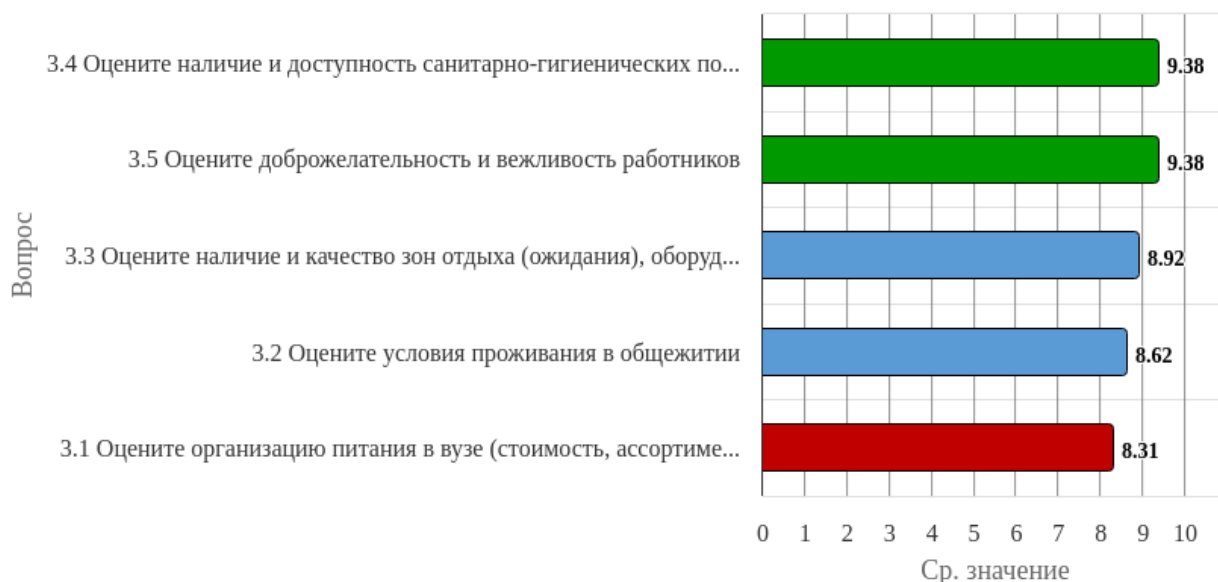 3.4 Оцените наличие и доступность санитарно-гигиенических по...
9.38
3.5 Оцените доброжелательность и вежливость работников
9.38
Вопрос
3.3 Оцените наличие и качество зон отдыха (ожидания), оборуд...
8.92
3.2 Оцените условия проживания в общежитии
8.62
3.1 Оцените организацию питания в вузе (стоимость, ассортиме...
8.31
0 1 2 3 4 5 6 7 8 9 10
Ср. значение